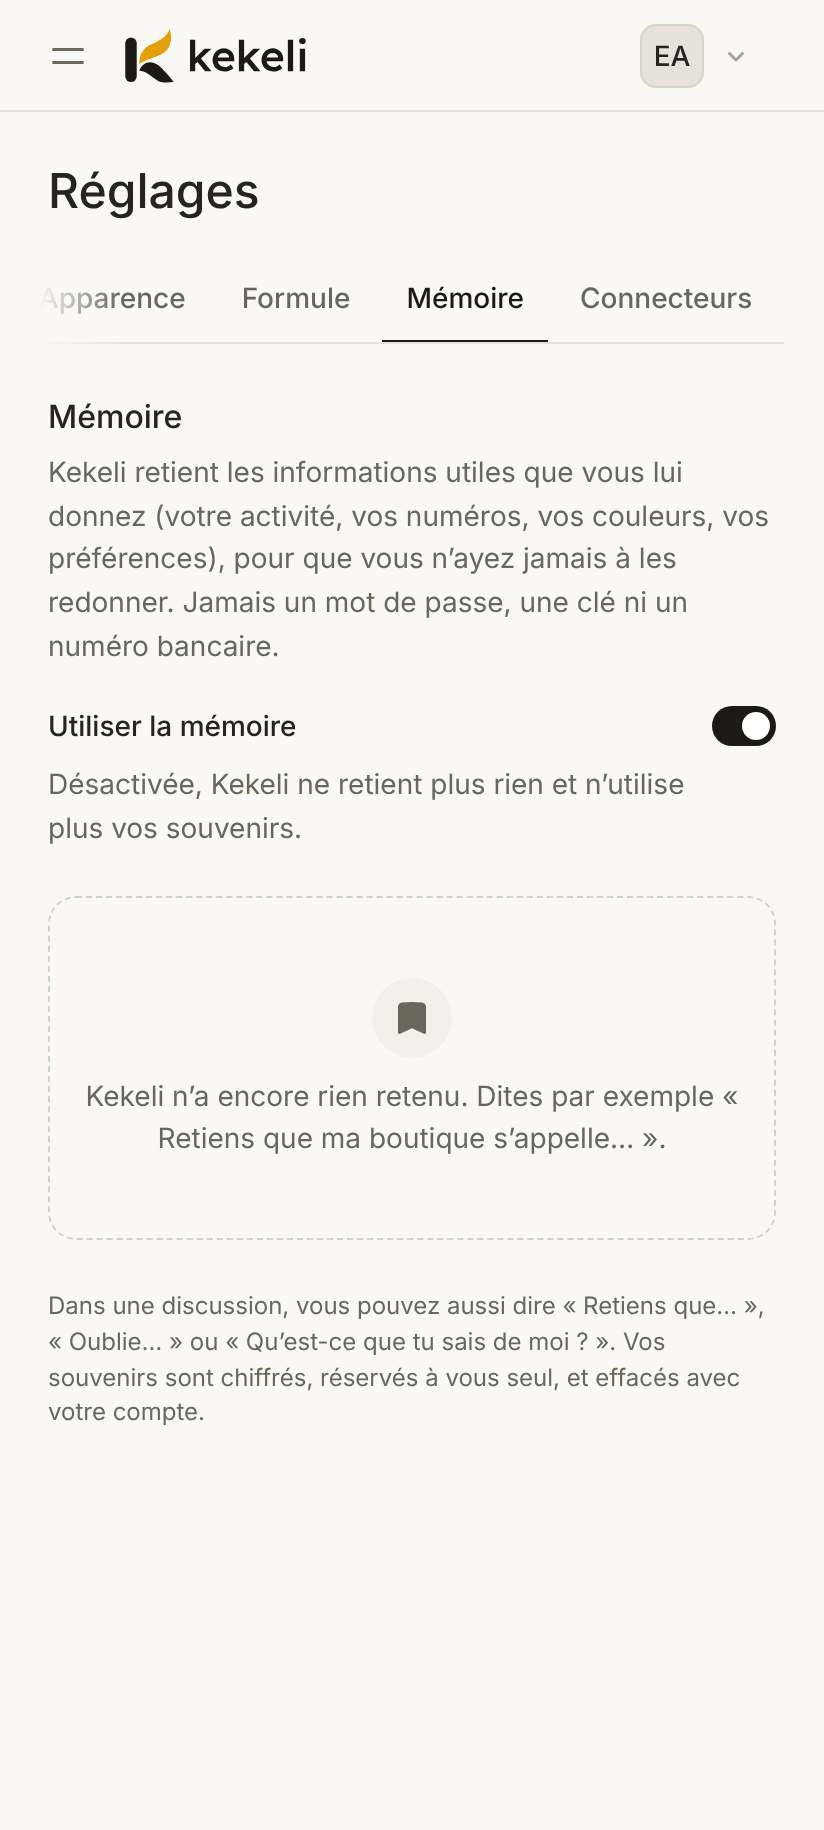 kekeli
EA
Réglages
Apparence
Formule
Mémoire
Connecteurs
Mémoire
Kekeli retient les informations utiles que vous lui
donnez (votre activité, vos numéros, vos couleurs, vos
préférences), pour que vous n’ayez jamais à les
redonner. Jamais un mot de passe, une clé ni un
numéro bancaire.
Utiliser la mémoire
Désactivée, Kekeli ne retient plus rien et n’utilise
plus vos souvenirs.
Kekeli n’a encore rien retenu. Dites par exemple «
Retiens que ma boutique s’appelle… ».
Dans une discussion, vous pouvez aussi dire « Retiens que… »,
« Oublie… » ou « Qu’est-ce que tu sais de moi ? ». Vos
souvenirs sont chiffrés, réservés à vous seul, et effacés avec
votre compte.